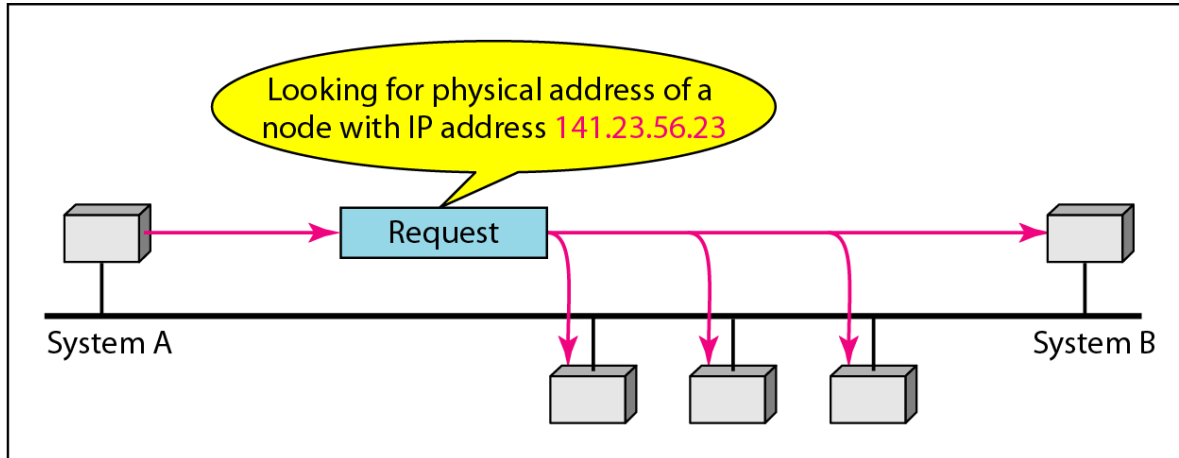 Looking for physical address of a
node with IP address 141.23.56.23
Request
System A
System B